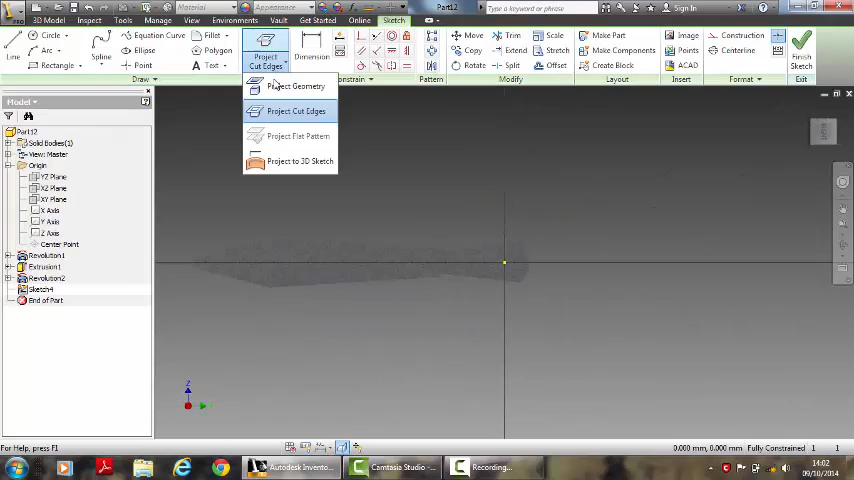 Material
Appearance
Part12
Type a keyword or phrase
Sign In
PRO
3D Model
Inspect
Tools
Manage
View
Environments
Vault
Get Started
Online
Sketch
Line
Circle
Arc
Rectangle
Equation Curve
Ellipse
Point
Fillet
Polygon
Text
Project
Cut Edges
Dimension
Move
Copy
Rotate
Trim
Extend
Split
Scale
Stretch
Offset
Make Part
Make Components
Create Block
Image
Points
ACAD
Construction
Centerline
Finish
Sketch
Draw
Constrain
Pattern
Modify
Layout
Insert
Format
Exit
Project Geometry
Project Cut Edges
Project Flat Pattern
Project to 3D Sketch
Model
Part12
Solid Bodies(1)
View: Master
Origin
YZ Plane
XZ Plane
XY Plane
X Axis
Y Axis
Z Axis
Center Point
Revolution1
Extrusion1
Revolution2
Sketch4
End of Part
RIGHT
Z
For Help, press F1
0.000 mm, 0.000 mm
Fully Constrained
1
1
Autodesk Invento...
Camtasia Studio - ...
Recording...
14:02
09/10/2014